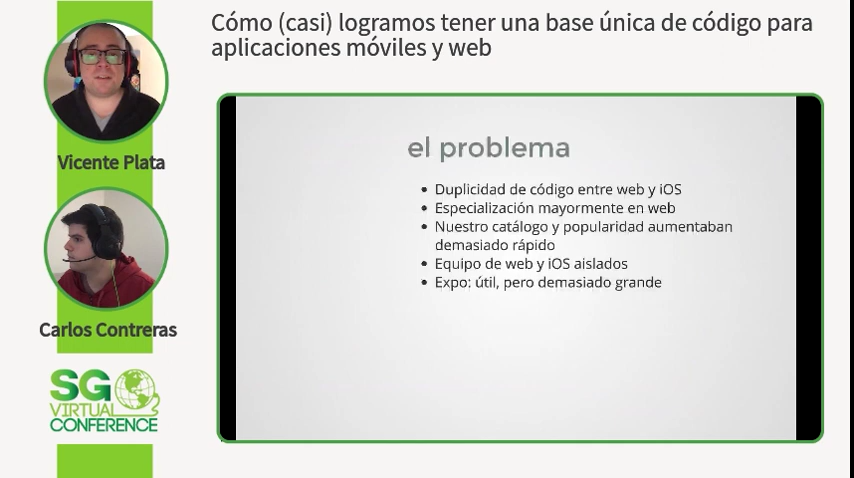 Cómo (casi) logramos tener una base única de código para
aplicaciones móviles y web
Vicente Plata
Carlos Contreras
SG
VIRTUAL
CONFERENCE
el problema
• Duplicidad de código entre web y iOS
• Especialización mayormente en web
• Nuestro catálogo y popularidad aumentaban
demasiado rápido
• Equipo de web y iOS aislados
• Expo: útil, pero demasiado grande